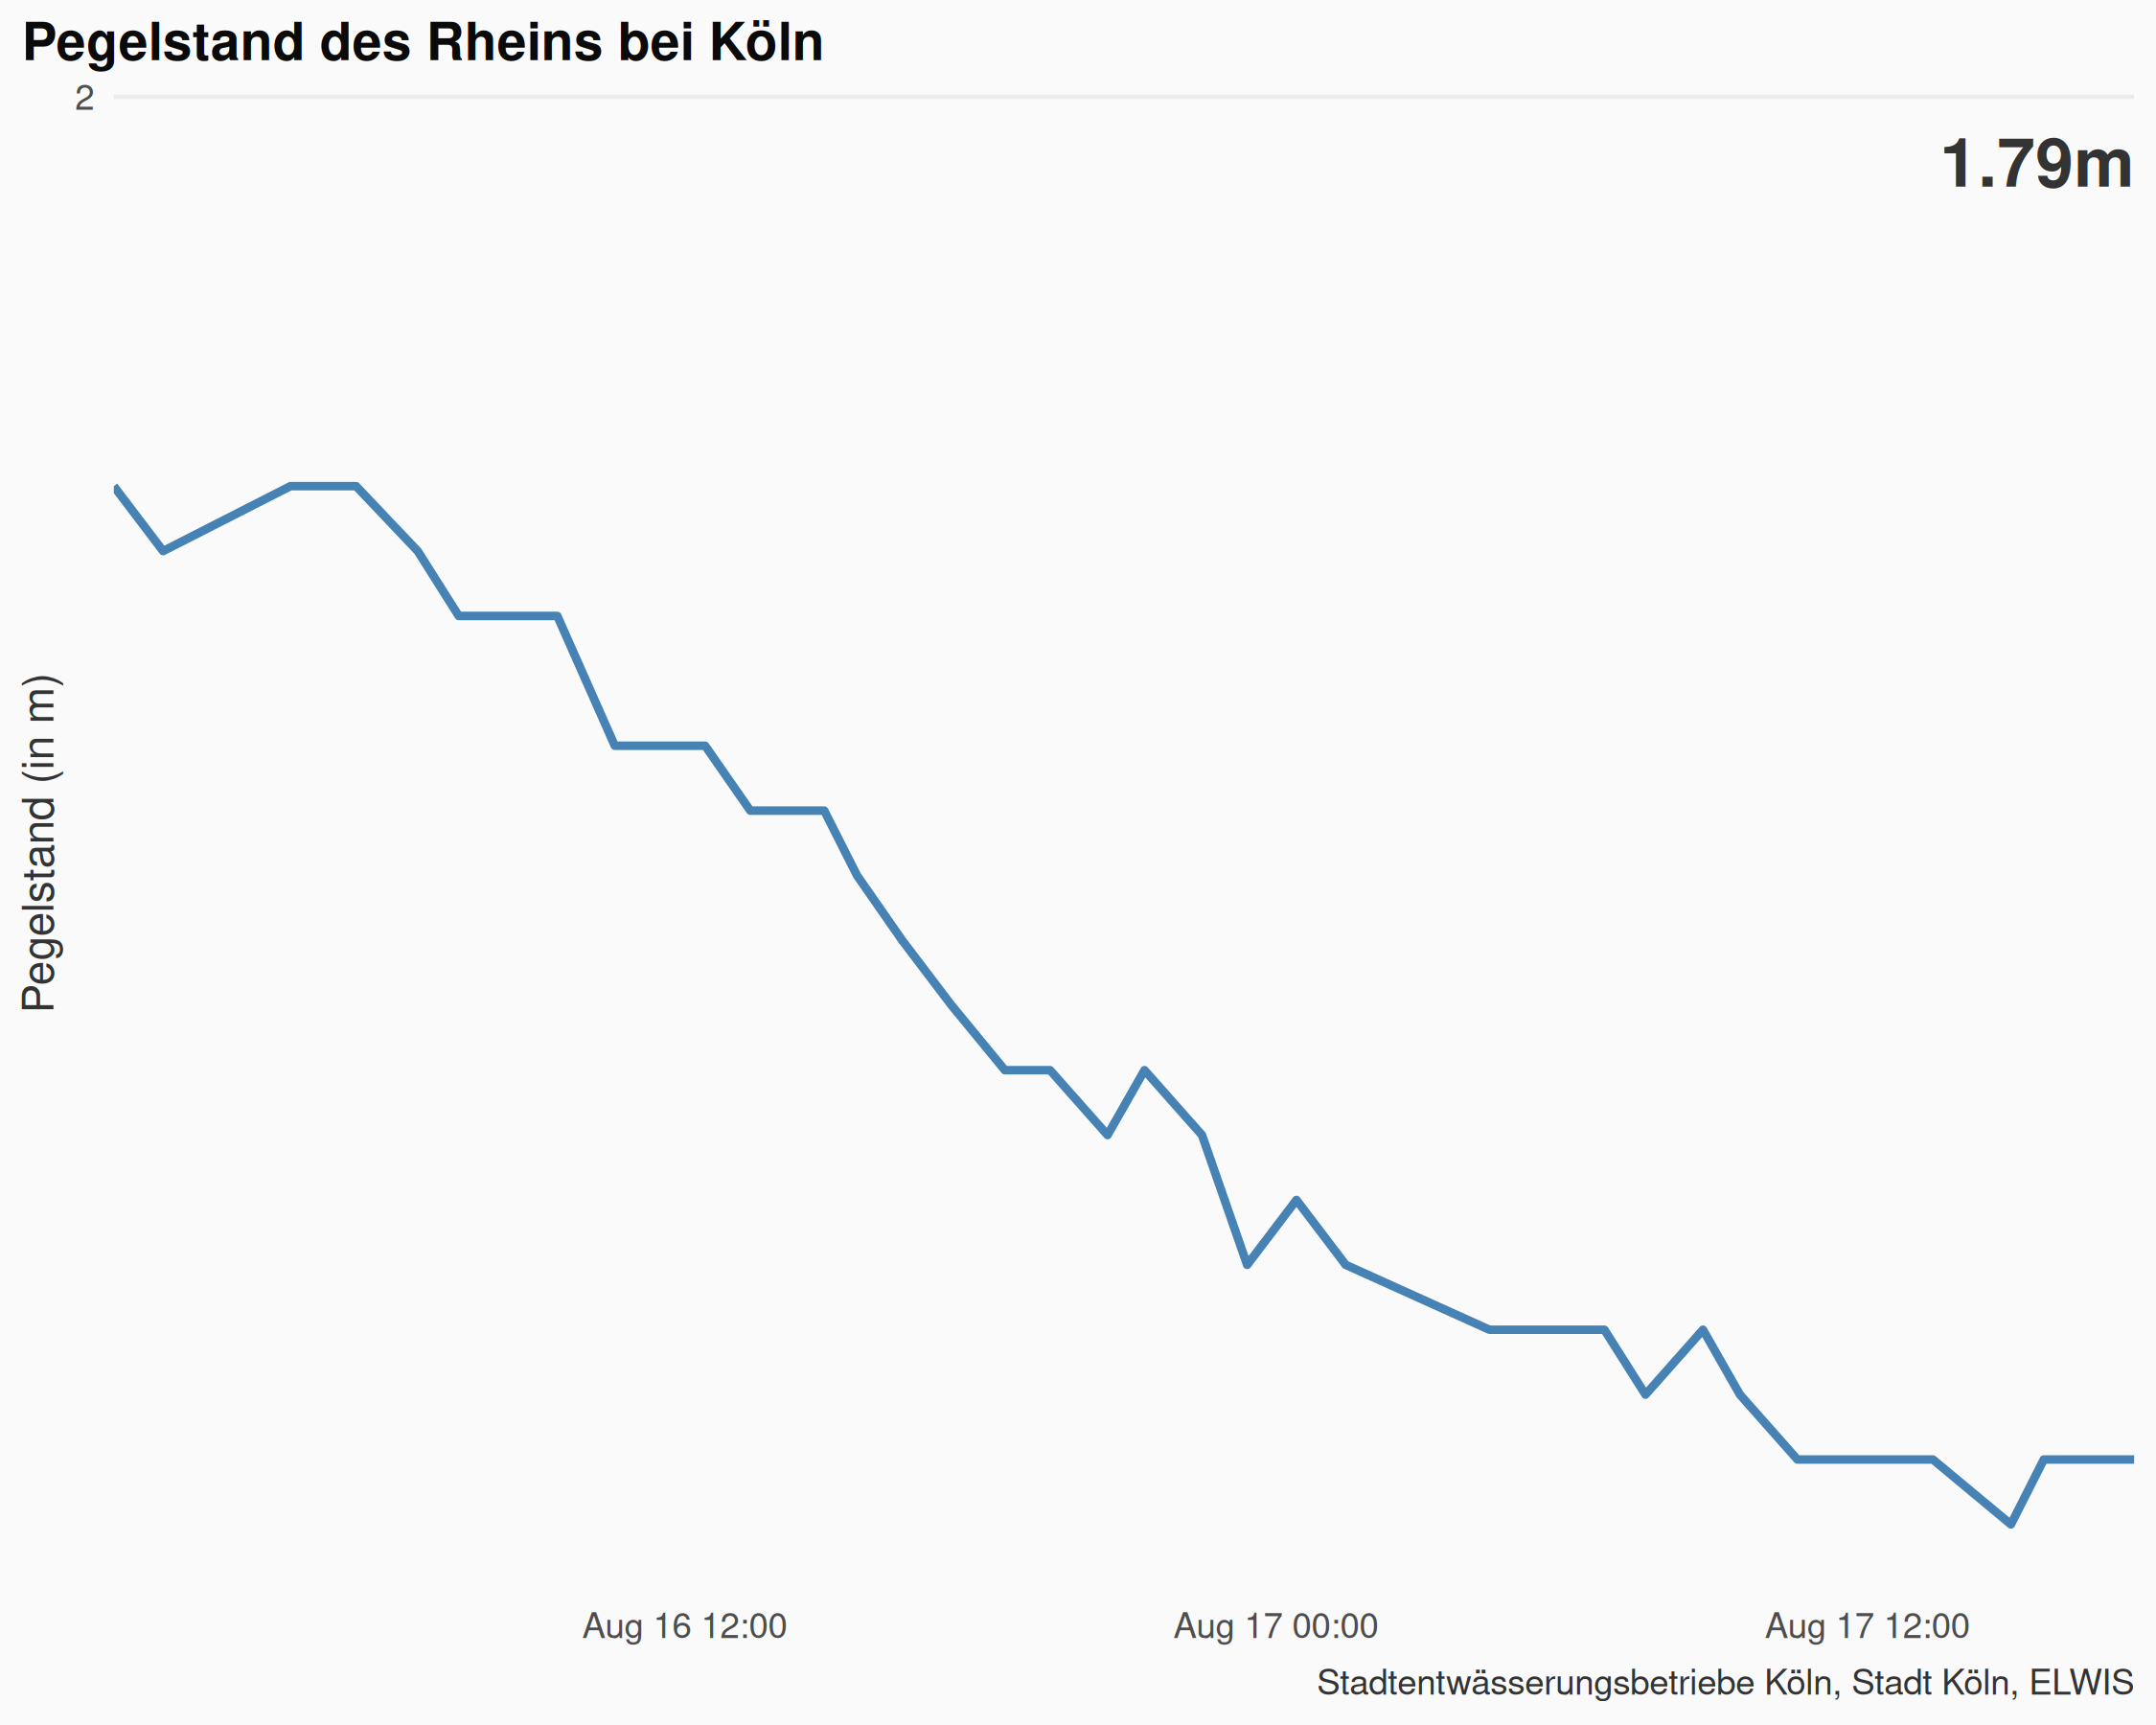 Pegelstand des Rheins bei Köln
2
1.79m
Pegelstand (in m)
Aug 16 12:00
Aug 17 00:00
Aug 17 12:00
Stadtentwässerungsbetriebe Köln, Stadt Köln, ELWIS